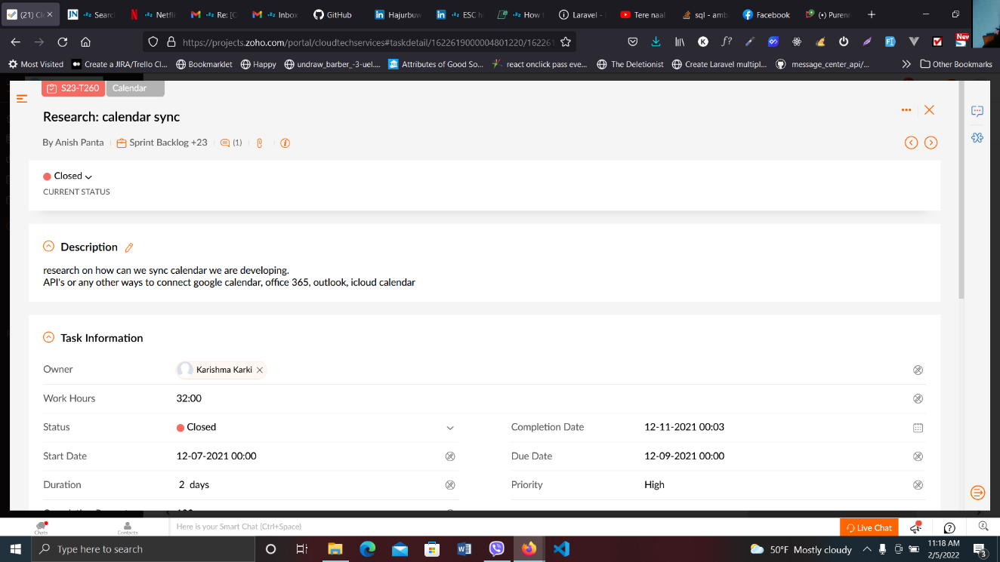 (21) Cl
Searc
Netfli
Re: [C
Inbox
GitHub
Hajurbuw
ESC h
How t
Laravel -
Tere naal
sql - amb
Facebook
(•) Puren
https://projects.zoho.com/portal/cloudtechservices#taskdetail/1622619000004801220/16226
New
Most Visited
Create a JIRA/Trello Cl...
Bookmarklet
Happy
undraw_barber_-3-uel...
Attributes of Good So...
react onclick pass eve...
The Deletionist
Create Laravel multipl...
message_center_api/...
Other Bookmarks
S23-T260
Calendar
Research: calendar sync
By Anish Panta
Sprint Backlog +23
(1)
Closed
CURRENT STATUS
Description
research on how can we sync calendar we are developing.
API's or any other ways to connect google calendar, office 365, outlook, icloud calendar
Task Information
Owner
Karishma Karki
Work Hours
32:00
Status
Closed
Completion Date
12-11-2021 00:03
Start Date
12-07-2021 00:00
Due Date
12-09-2021 00:00
Duration
2 days
Priority
High
Chats
Contacts
Here is your Smart Chat (Ctrl+Space)
Live Chat
Type here to search
50°F Mostly cloudy
11:18 AM
2/5/2022
3